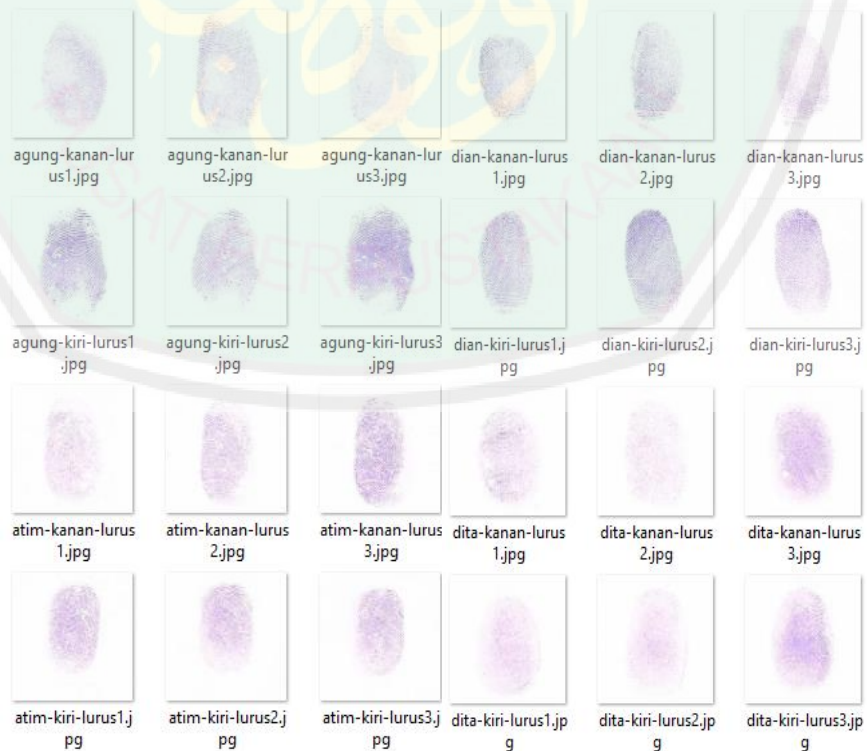 agung-kanan-lur
us1.jpg
agung-kanan-lur
us2.jpg
agung-kanan-lur
us3.jpg
dian-kanan-lurus
1.jpg
dian-kanan-lurus
2.jpg
dian-kanan-lurus
3.jpg
agung-kiri-lurus1
.jpg
agung-kiri-lurus2
.jpg
agung-kiri-lurus3
.jpg
dian-kiri-lurus1.j
pg
dian-kiri-lurus2.j
pg
dian-kiri-lurus3.j
pg
atim-kanan-lurus
1.jpg
atim-kanan-lurus
2.jpg
atim-kanan-lurus
3.jpg
dita-kanan-lurus
1.jpg
dita-kanan-lurus
2.jpg
dita-kanan-lurus
3.jpg
atim-kiri-lurus1.j
pg
atim-kiri-lurus2.j
pg
atim-kiri-lurus3.j
pg
dita-kiri-lurus1.jp
g
dita-kiri-lurus2.jp
g
dita-kiri-lurus3.jp
g